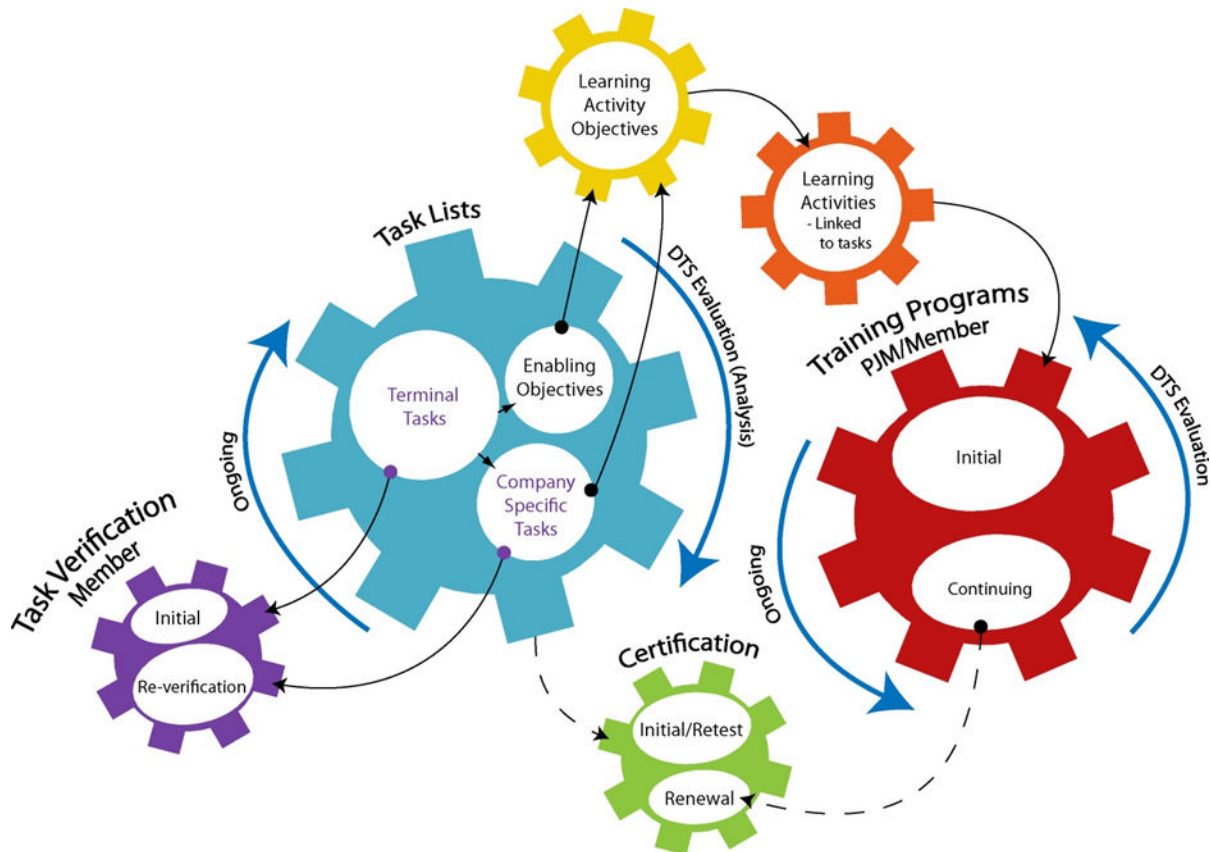 Learning
Activity
Objectives
Learning
Activities
- Linked
to tasks
Task Lists
DTS Evaluation (Analysis)
Terminal
Tasks
Enabling
Objectives
Company
Specific
Tasks
Ongoing
Training Programs
PJM/Member
Initial
Continuing
Ongoing
DTS Evaluation
Task Verification
Member
Initial
Re-verification
Certification
Initial/Retest
Renewal